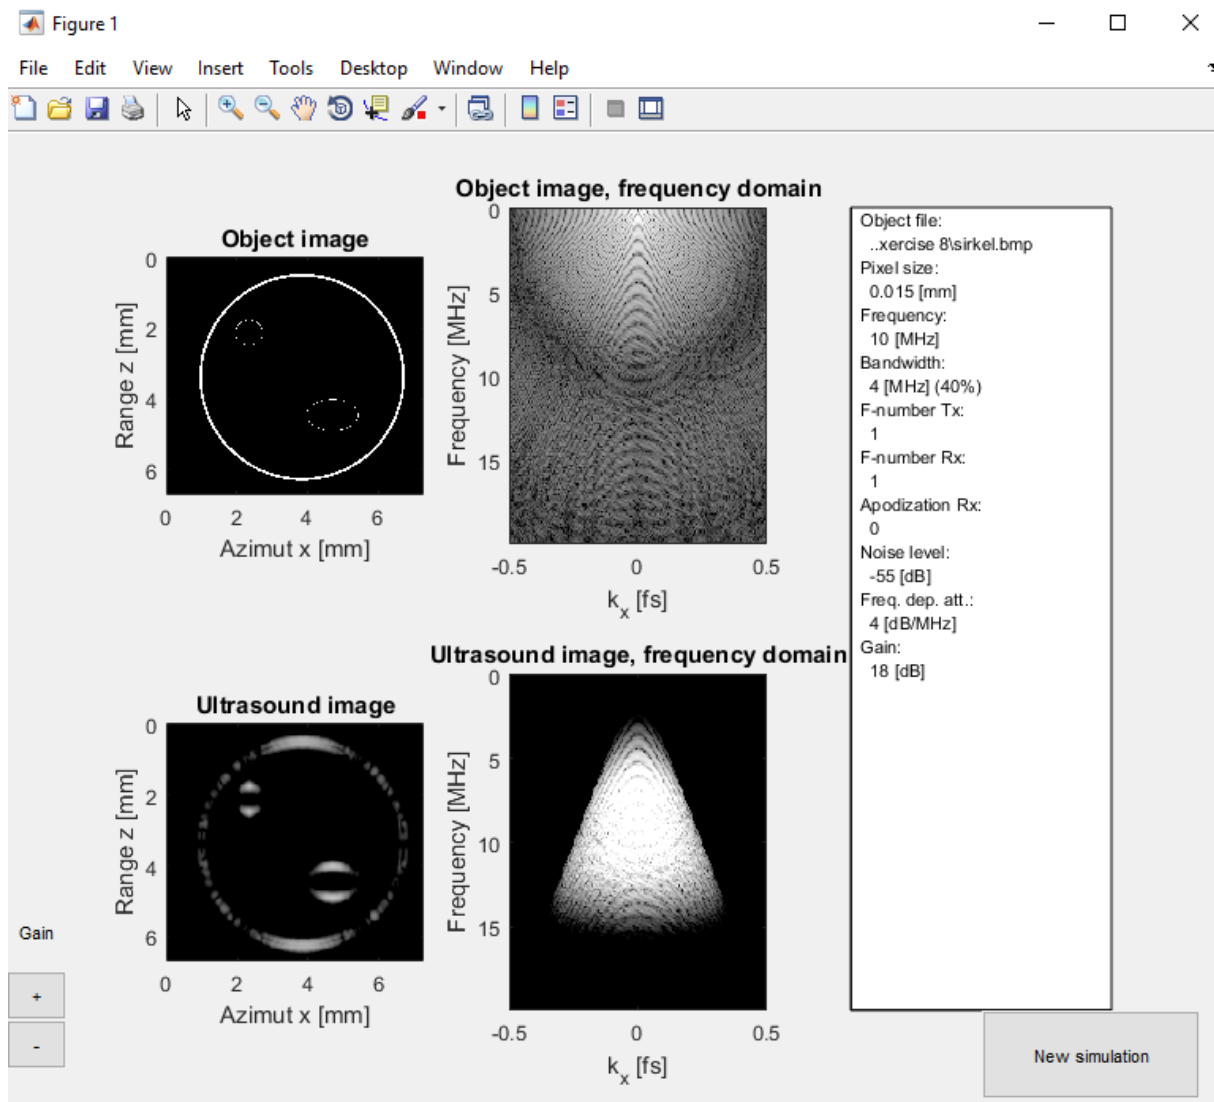 Figure 1
File Edit View Insert Tools Desktop Window Help
Object image
0
2
4
6
Range z [mm]
0 2 4 6
Azimut x [mm]
Object image, frequency domain
0
5
10
15
Frequency [MHz]
-0.5 0 0.5
k_x [fs]
Object file:
..xercise 8\sirkel.bmp
Pixel size:
0.015 [mm]
Frequency:
10 [MHz]
Bandwidth:
4 [MHz] (40%)
F-number Tx:
1
F-number Rx:
1
Apodization Rx:
0
Noise level:
-55 [dB]
Freq. dep. att.:
4 [dB/MHz]
Gain:
18 [dB]
Ultrasound image
0
2
4
6
Range z [mm]
0 2 4 6
Azimut x [mm]
Ultrasound image, frequency domain
0
5
10
15
Frequency [MHz]
-0.5 0 0.5
k_x [fs]
Gain
+
-
New simulation